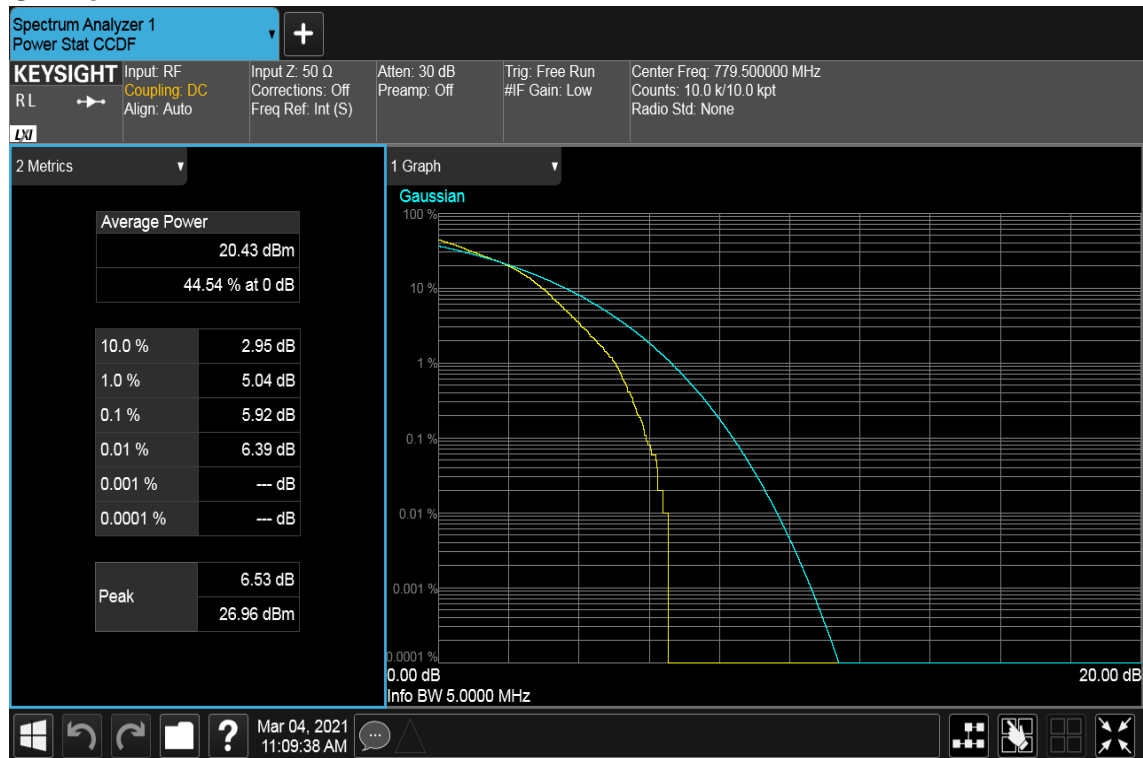 Spectrum Analyzer 1
Power Stat CCDF
+
KEYSIGHT
RL
LXI
Input: RF
Coupling: DC
Align: Auto
Input Z: 50 Ω
Corrections: Off
Freq Ref: Int (S)
Atten: 30 dB
Preamp: Off
Trig: Free Run
#IF Gain: Low
Center Freq: 779.500000 MHz
Counts: 10.0 k/10.0 kpt
Radio Std: None
2 Metrics
Average Power
20.43 dBm
44.54 % at 0 dB
10.0 % 2.95 dB
1.0 % 5.04 dB
0.1 % 5.92 dB
0.01 % 6.39 dB
0.001 % --- dB
0.0001 % --- dB
Peak
6.53 dB
26.96 dBm
1 Graph
Gaussian
100 %
10 %
1 %
0.1 %
0.01 %
0.001 %
0.0001 %
0.00 dB 20.00 dB
Info BW 5.0000 MHz
?
Mar 04, 2021
11:09:38 AM